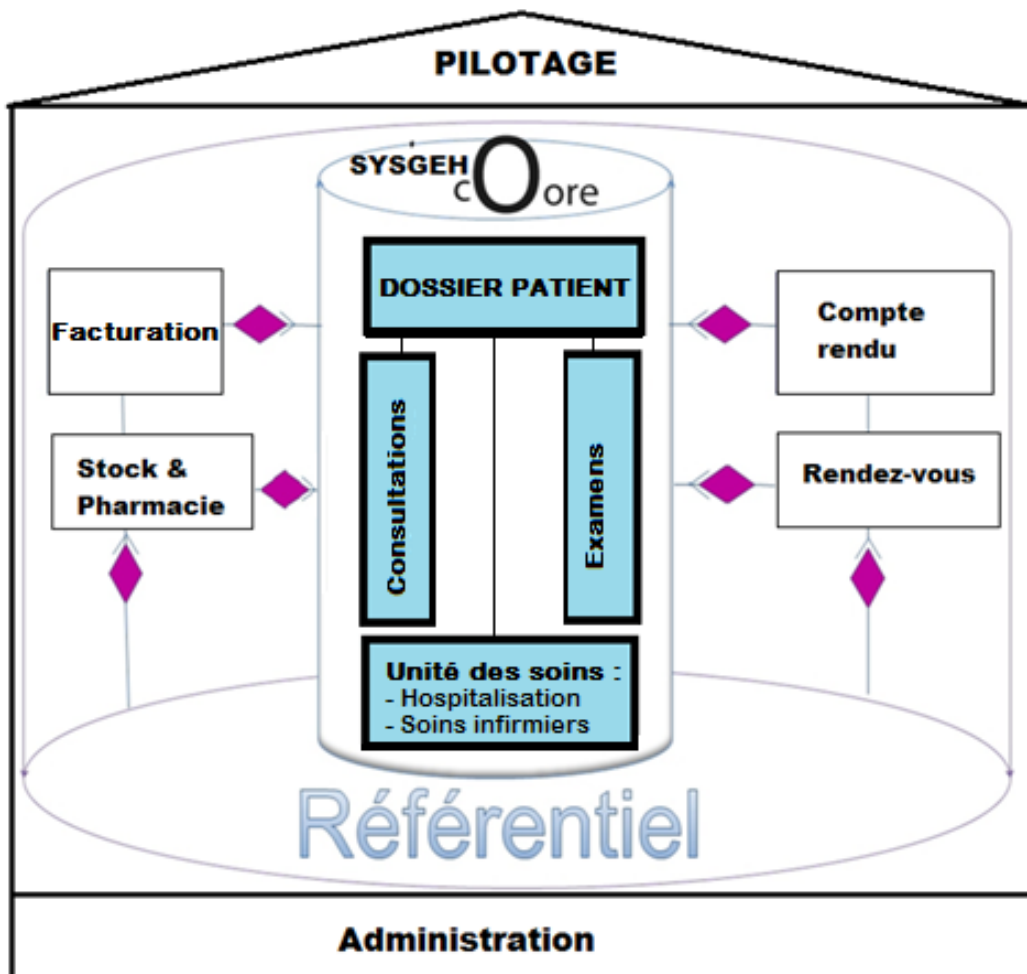 PILOTAGE
SYSGEH
cOore
DOSSIER PATIENT
Facturation
Compte
rendu
Consultations
Examens
Stock &
Pharmacie
Rendez-vous
Unité des soins :
- Hospitalisation
- Soins infirmiers
Référentiel
Administration